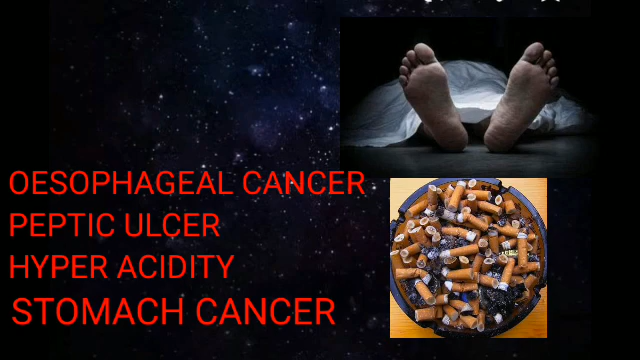 OESOPHAGEAL CANCER
PEPTIC ULCER
HYPER ACIDITY
STOMACH CANCER